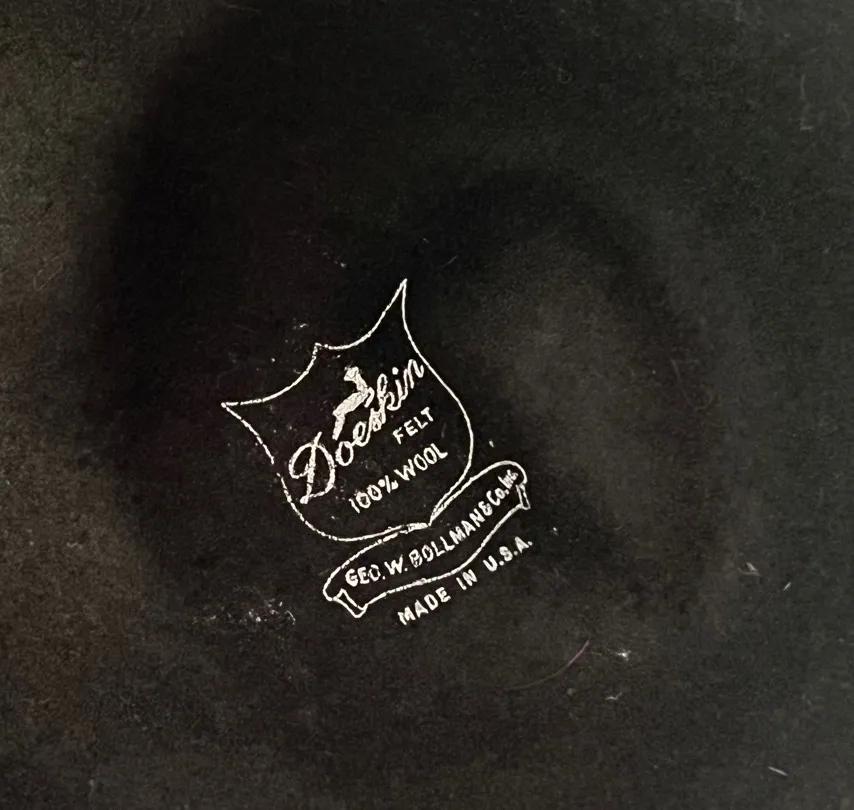 Doeskin
FELT
100% WOOL
GEO. W. BOLLMAN & Co., INC.
MADE IN U.S.A.